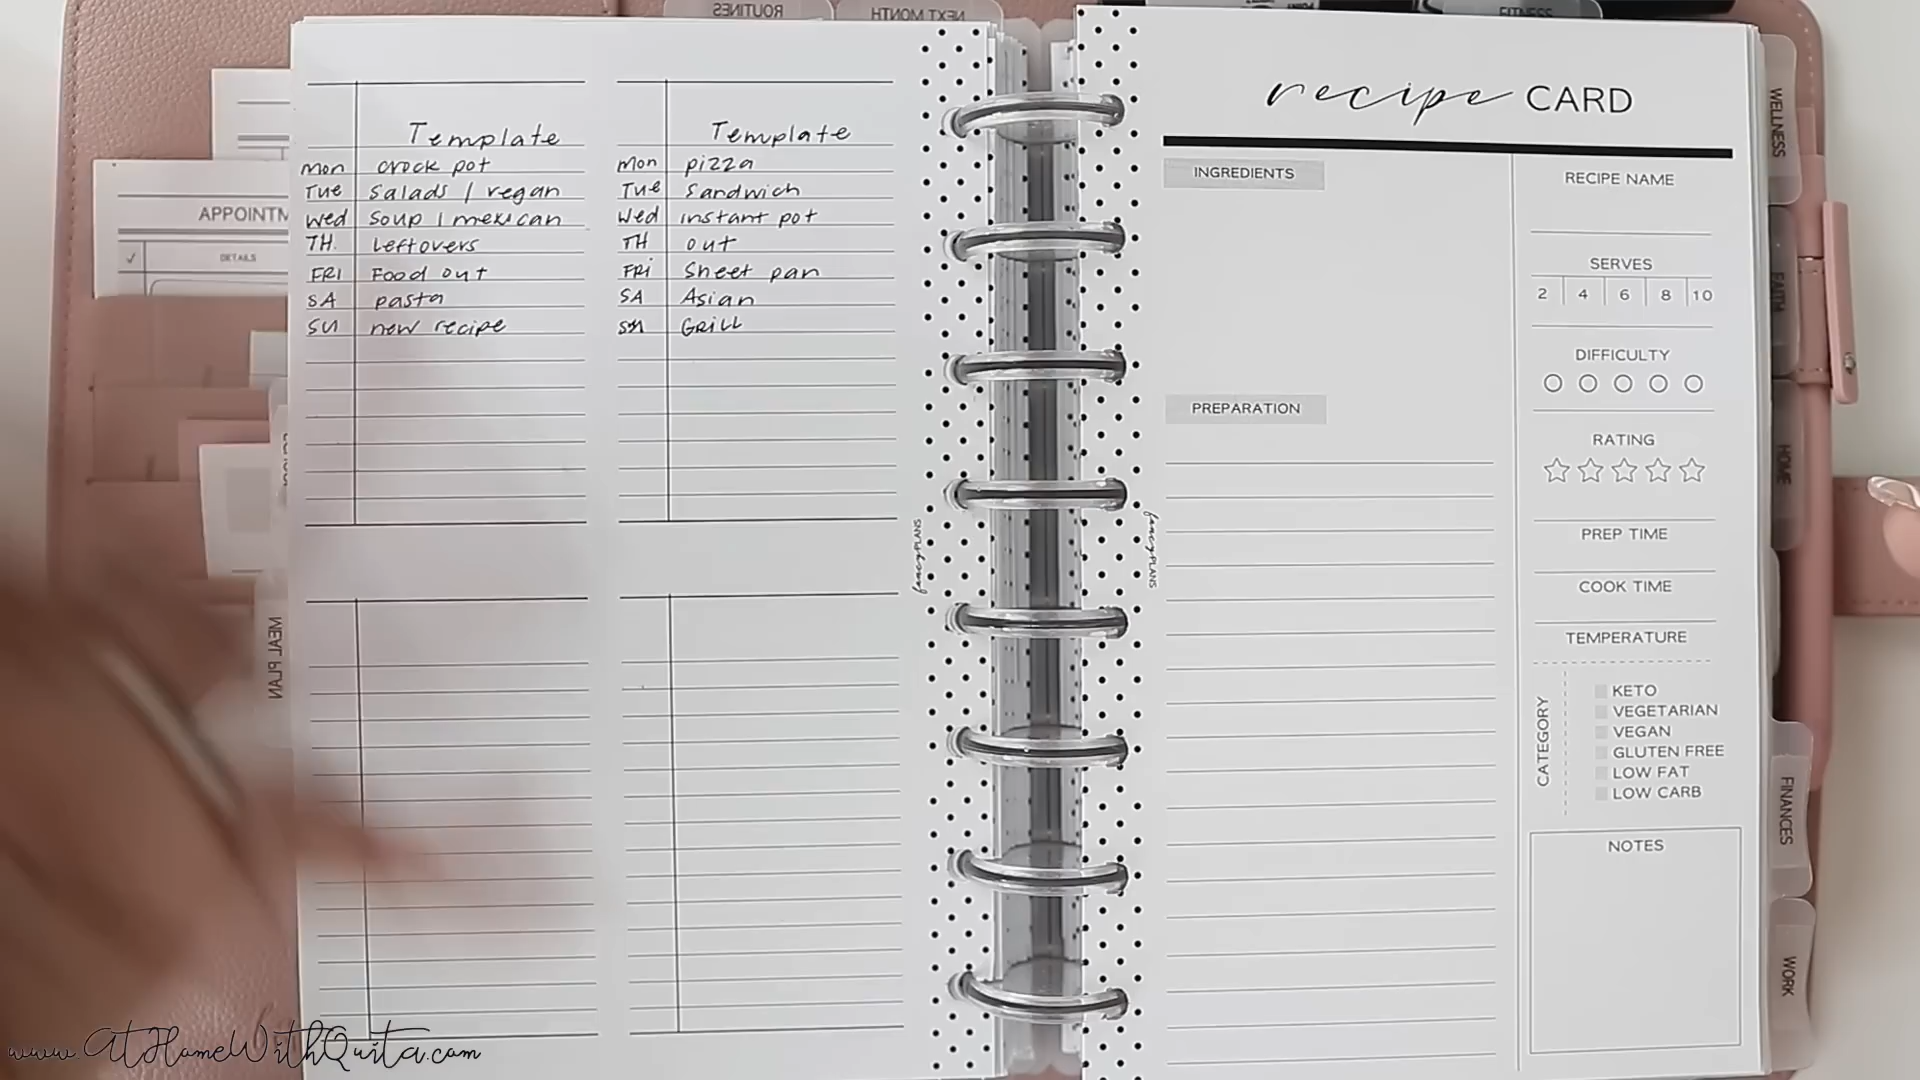 ROUTINES
NEXT MONTH
FITNESS
Template
Mon crock pot
Tue Salads / vegan
Wed Soup / mexican
TH. Leftovers
FRI Food out
SA pasta
SU new recipe
Template
Mon pizza
Tue Sandwich
Wed instant pot
TH out
FRi Sheet pan
SA Asian
SU GRiLL
APPOINTM
✓ DETAILS
MEAL PLAN
fancyPLANS
fancyPLANS
recipe CARD
INGREDIENTS
PREPARATION
RECIPE NAME
SERVES
2 4 6 8 10
DIFFICULTY
RATING
PREP TIME
COOK TIME
TEMPERATURE
CATEGORY
KETO
VEGETARIAN
VEGAN
GLUTEN FREE
LOW FAT
LOW CARB
NOTES
WELLNESS
FAITH
HOME
FINANCES
WORK
www.AtHomeWithQuita.com